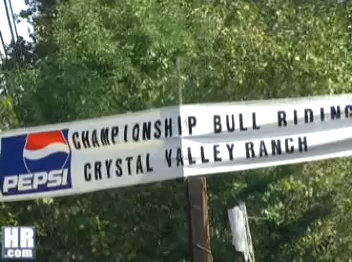 CHAMPIONSHIP BULL RIDING
CRYSTAL VALLEY RANCH
PEPSI
HR
.com